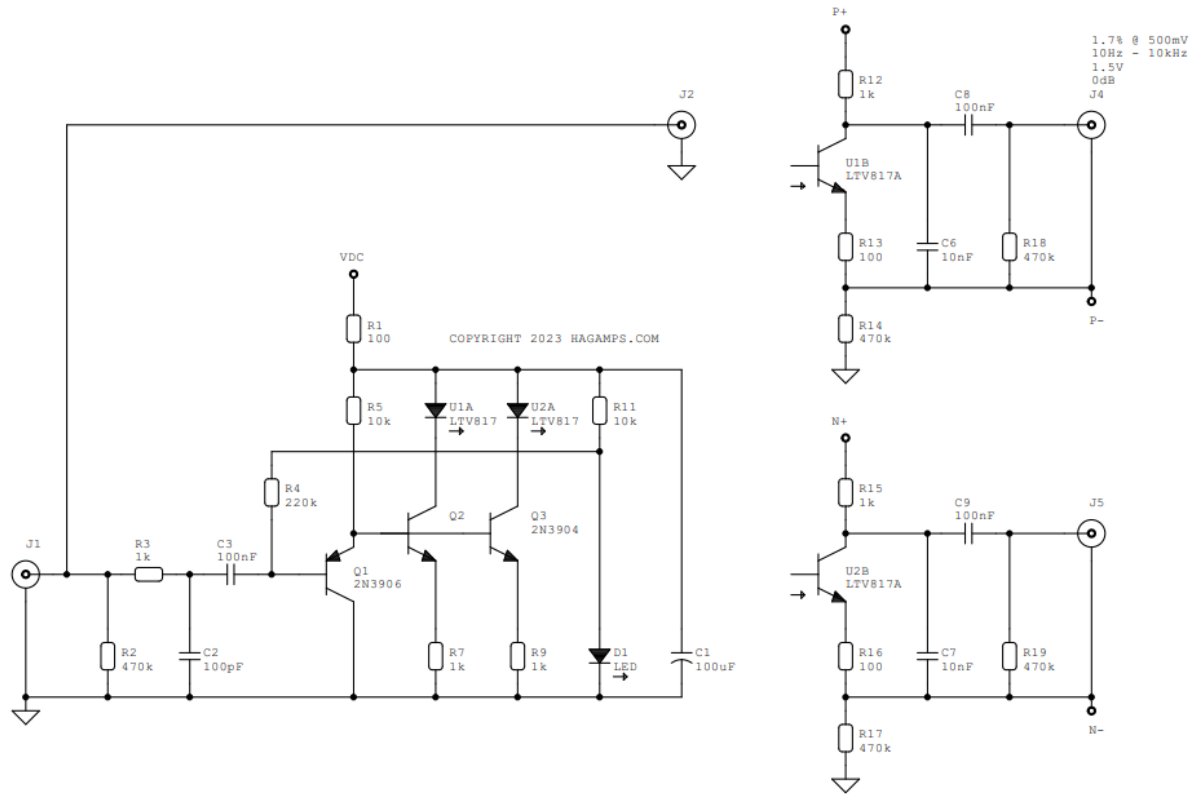 P+
1.7% @ 500mV
10Hz - 10kHz
1.5V
0dB
R12
1k
J2
C8
100nF
J4
U1B
LTV817A
R13
100
C6
10nF
R18
470k
VDC
P-
R1
100
COPYRIGHT 2023 HAGAMPS.COM
R14
470k
R5
10k
U1A
LTV817
U2A
LTV817
R11
10k
N+
R4
220k
R15
1k
C9
100nF
J5
Q2
Q3
2N3904
J1
R3
1k
C3
100nF
Q1
2N3906
U2B
LTV817A
R2
470k
C2
100pF
R7
1k
R9
1k
D1
LED
C1
100uF
R16
100
C7
10nF
R19
470k
N-
R17
470k